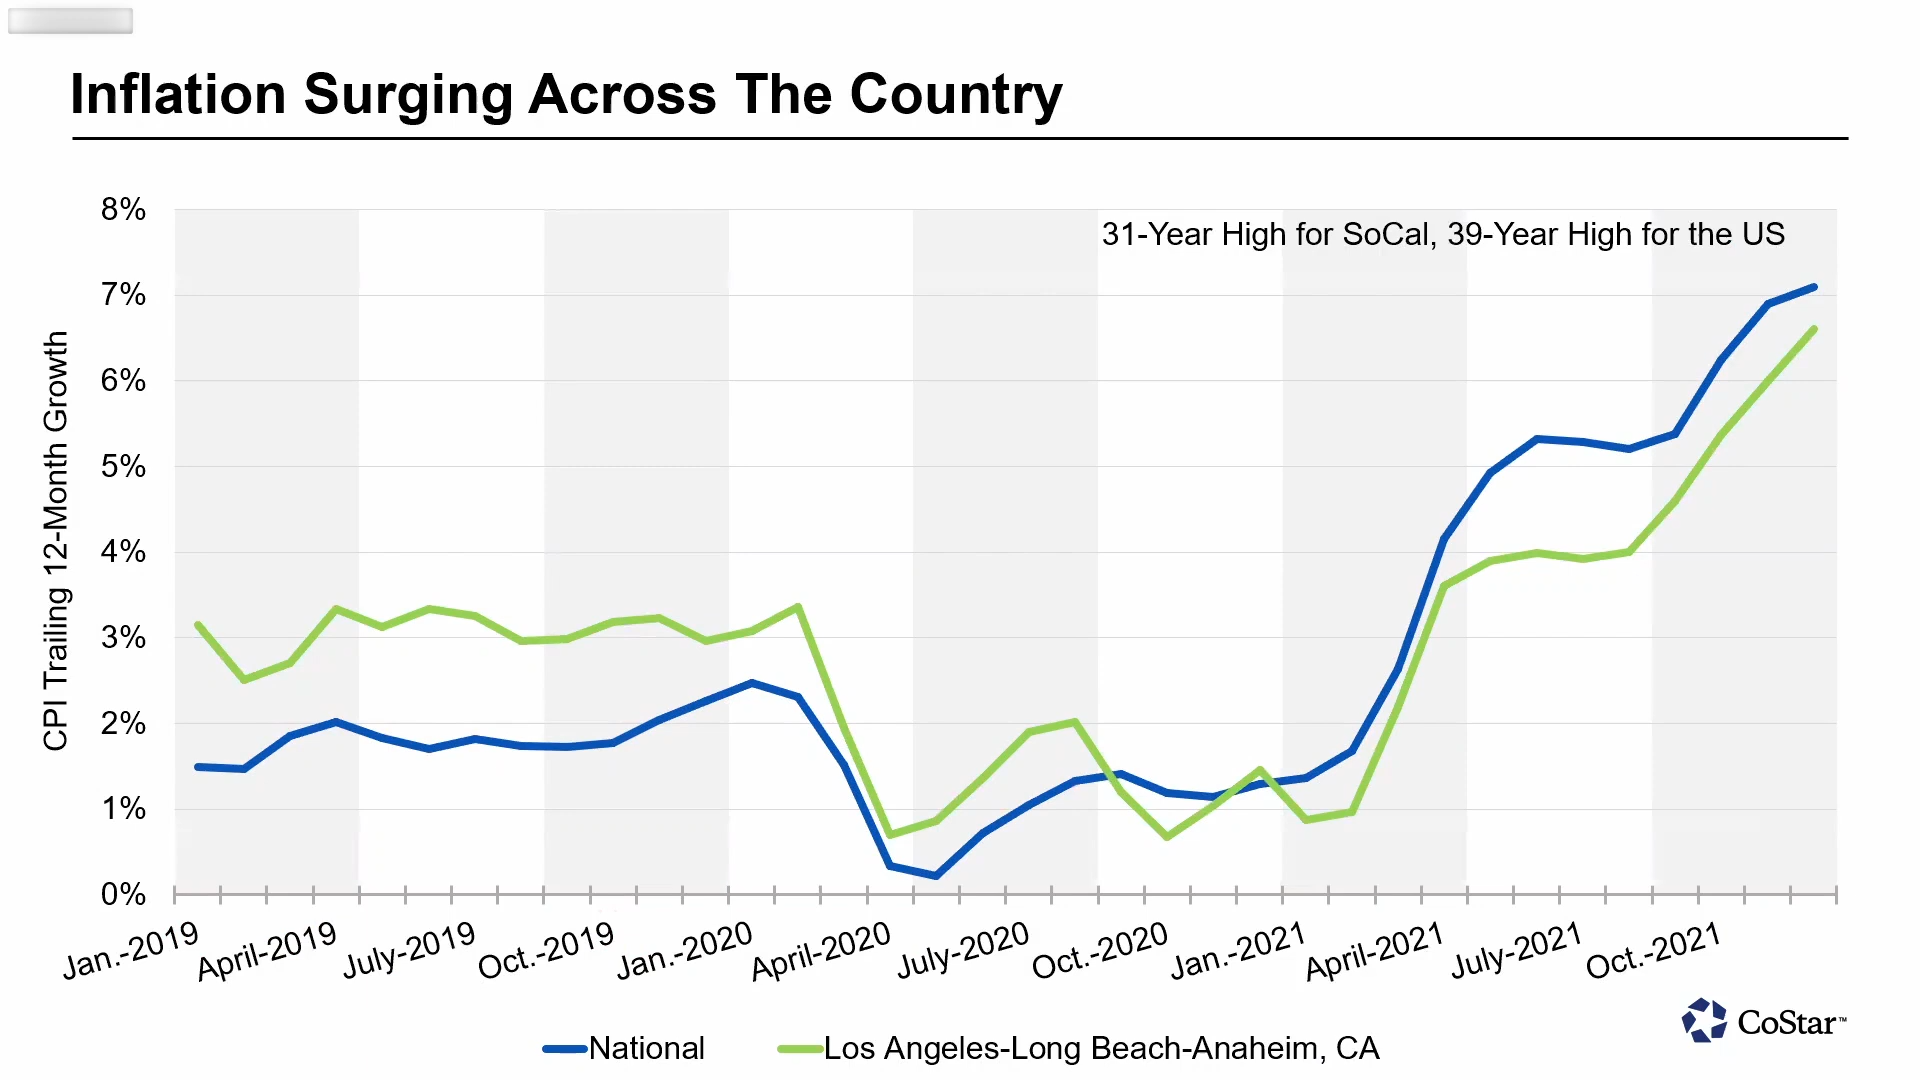 Inflation Surging Across The Country
8%
31-Year High for SoCal, 39-Year High for the US
7%
6%
5%
4%
3%
2%
1%
0%
CPI Trailing 12-Month Growth
Jan.-2019 April-2019 July-2019 Oct.-2019 Jan.-2020 April-2020 July-2020 Oct.-2020 Jan.-2021 April-2021 July-2021 Oct.-2021
CoStar™
National Los Angeles-Long Beach-Anaheim, CA